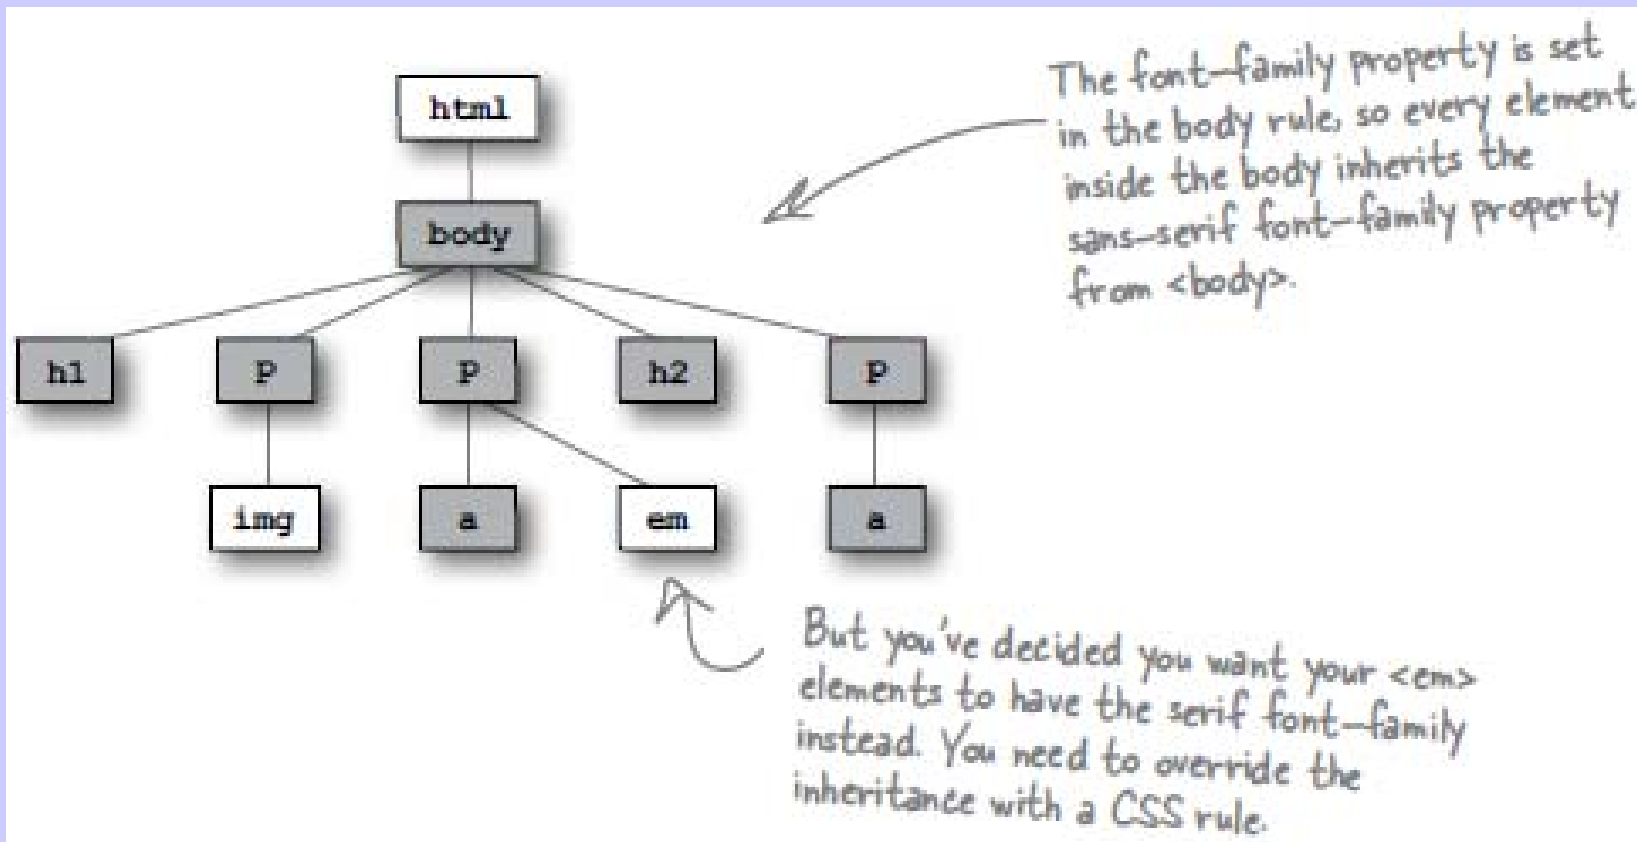 html
The font-family property is set
in the body rule, so every element
inside the body inherits the
sans-serif font-family property
from <body>.
body
h1
p
p
h2
p
img
a
em
a
But you've decided you want your <em>
elements to have the serif font-family
instead. You need to override the
inheritance with a CSS rule.